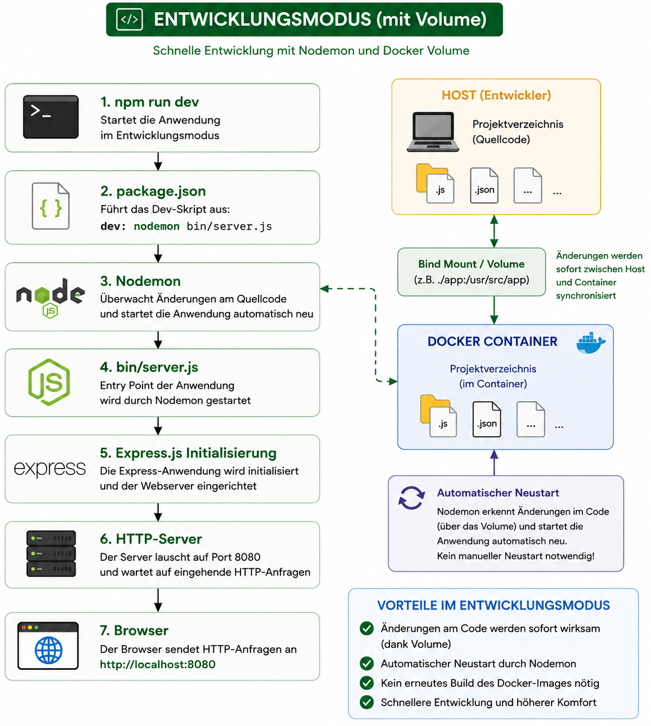 </> ENTWICKLUNGSMODUS (mit Volume)
Schnelle Entwicklung mit Nodemon und Docker Volume
>_
1. npm run dev
Startet die Anwendung
im Entwicklungsmodus
{ }
2. package.json
Führt das Dev-Skript aus:
dev: nodemon bin/server.js
node
JS
3. Nodemon
Überwacht Änderungen am Quellcode
und startet die Anwendung automatisch neu
JS
4. bin/server.js
Entry Point der Anwendung
wird durch Nodemon gestartet
express
5. Express.js Initialisierung
Die Express-Anwendung wird initialisiert
und der Webserver eingerichtet
6. HTTP-Server
Der Server lauscht auf Port 8080
und wartet auf eingehende HTTP-Anfragen
7. Browser
Der Browser sendet HTTP-Anfragen an
http://localhost:8080
HOST (Entwickler)
Projektverzeichnis
(Quellcode)
.js .json ... ...
Bind Mount / Volume
(z.B. ./app:/usr/src/app)
Änderungen werden
sofort zwischen Host
und Container
synchronisiert
DOCKER CONTAINER
Projektverzeichnis
(im Container)
.js .json ... ...
Automatischer Neustart
Nodemon erkennt Änderungen im Code
(über das Volume) und startet die
Anwendung automatisch neu.
Kein manueller Neustart notwendig!
VORTEILE IM ENTWICKLUNGSMODUS
Änderungen am Code werden sofort wirksam
(dank Volume)
Automatischer Neustart durch Nodemon
Kein erneutes Build des Docker-Images nötig
Schnellere Entwicklung und höherer Komfort